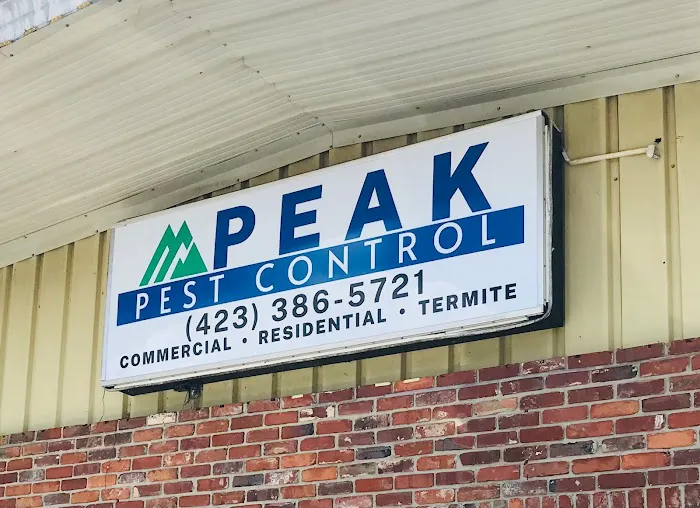 PEAK
PEST CONTROL
(423) 386-5721
COMMERCIAL • RESIDENTIAL • TERMITE